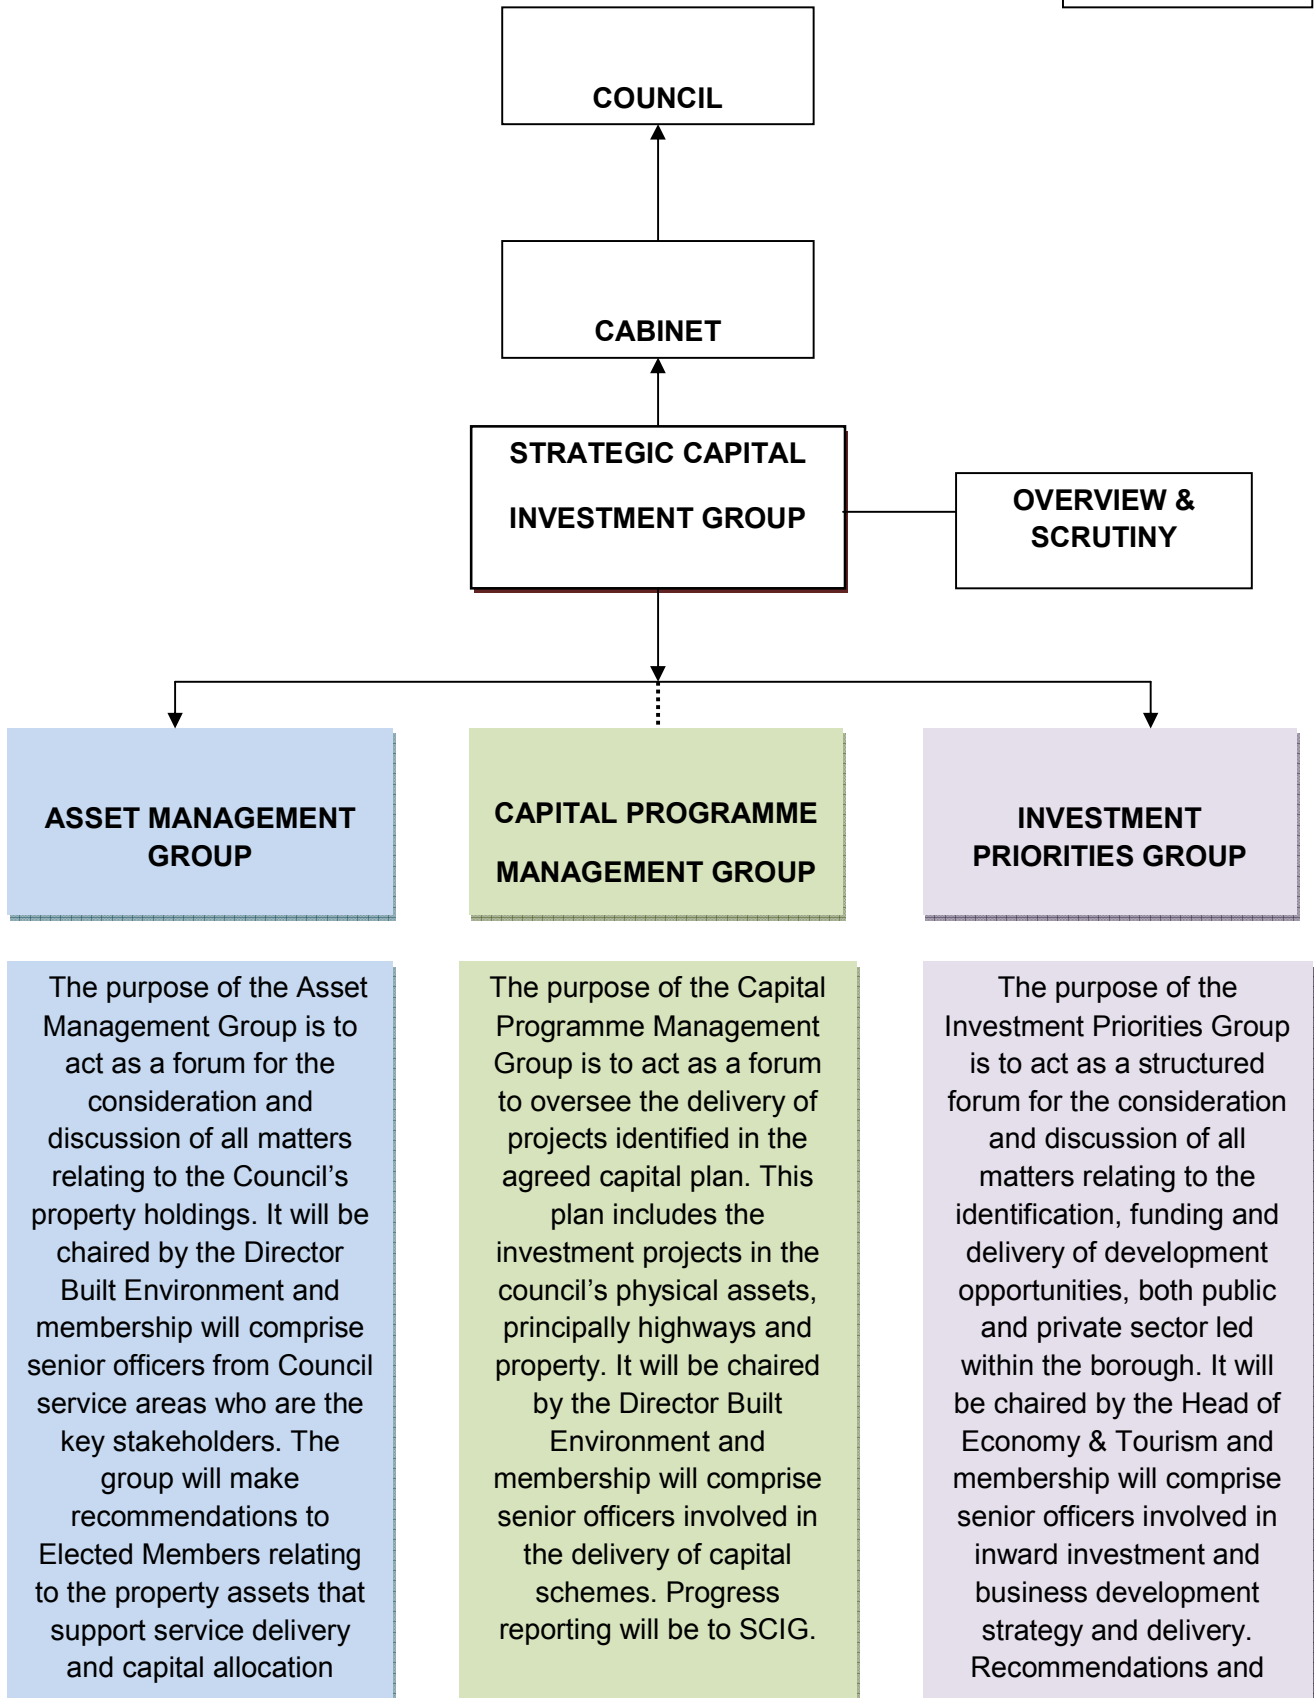 COUNCIL
CABINET
STRATEGIC CAPITAL
INVESTMENT GROUP
OVERVIEW &
SCRUTINY
ASSET MANAGEMENT
GROUP
CAPITAL PROGRAMME
MANAGEMENT GROUP
INVESTMENT
PRIORITIES GROUP
The purpose of the Asset
Management Group is to
act as a forum for the
consideration and
discussion of all matters
relating to the Council’s
property holdings. It will be
chaired by the Director
Built Environment and
membership will comprise
senior officers from Council
service areas who are the
key stakeholders. The
group will make
recommendations to
Elected Members relating
to the property assets that
support service delivery
and capital allocation
The purpose of the Capital
Programme Management
Group is to act as a forum
to oversee the delivery of
projects identified in the
agreed capital plan. This
plan includes the
investment projects in the
council’s physical assets,
principally highways and
property. It will be chaired
by the Director Built
Environment and
membership will comprise
senior officers involved in
the delivery of capital
schemes. Progress
reporting will be to SCIG.
The purpose of the
Investment Priorities Group
is to act as a structured
forum for the consideration
and discussion of all
matters relating to the
identification, funding and
delivery of development
opportunities, both public
and private sector led
within the borough. It will
be chaired by the Head of
Economy & Tourism and
membership will comprise
senior officers involved in
inward investment and
business development
strategy and delivery.
Recommendations and